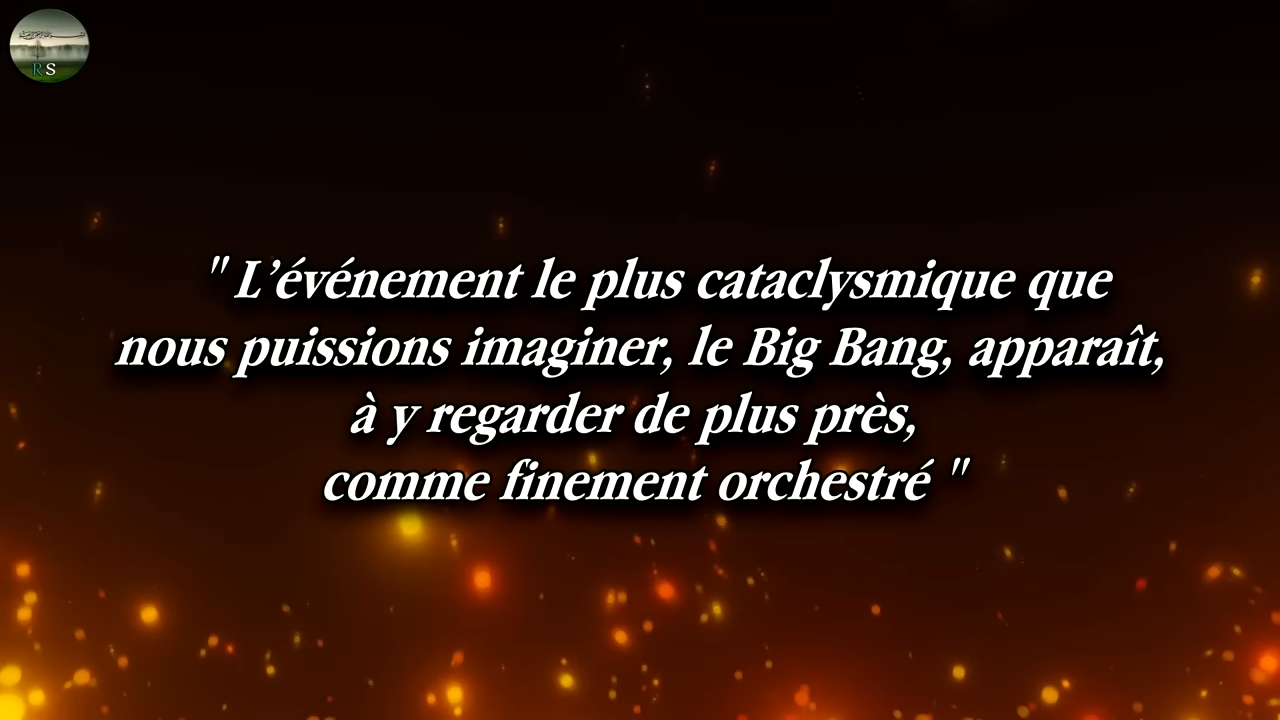 RS
" L’événement le plus cataclysmique que
nous puissions imaginer, le Big Bang, apparaît,
à y regarder de plus près,
comme finement orchestré "